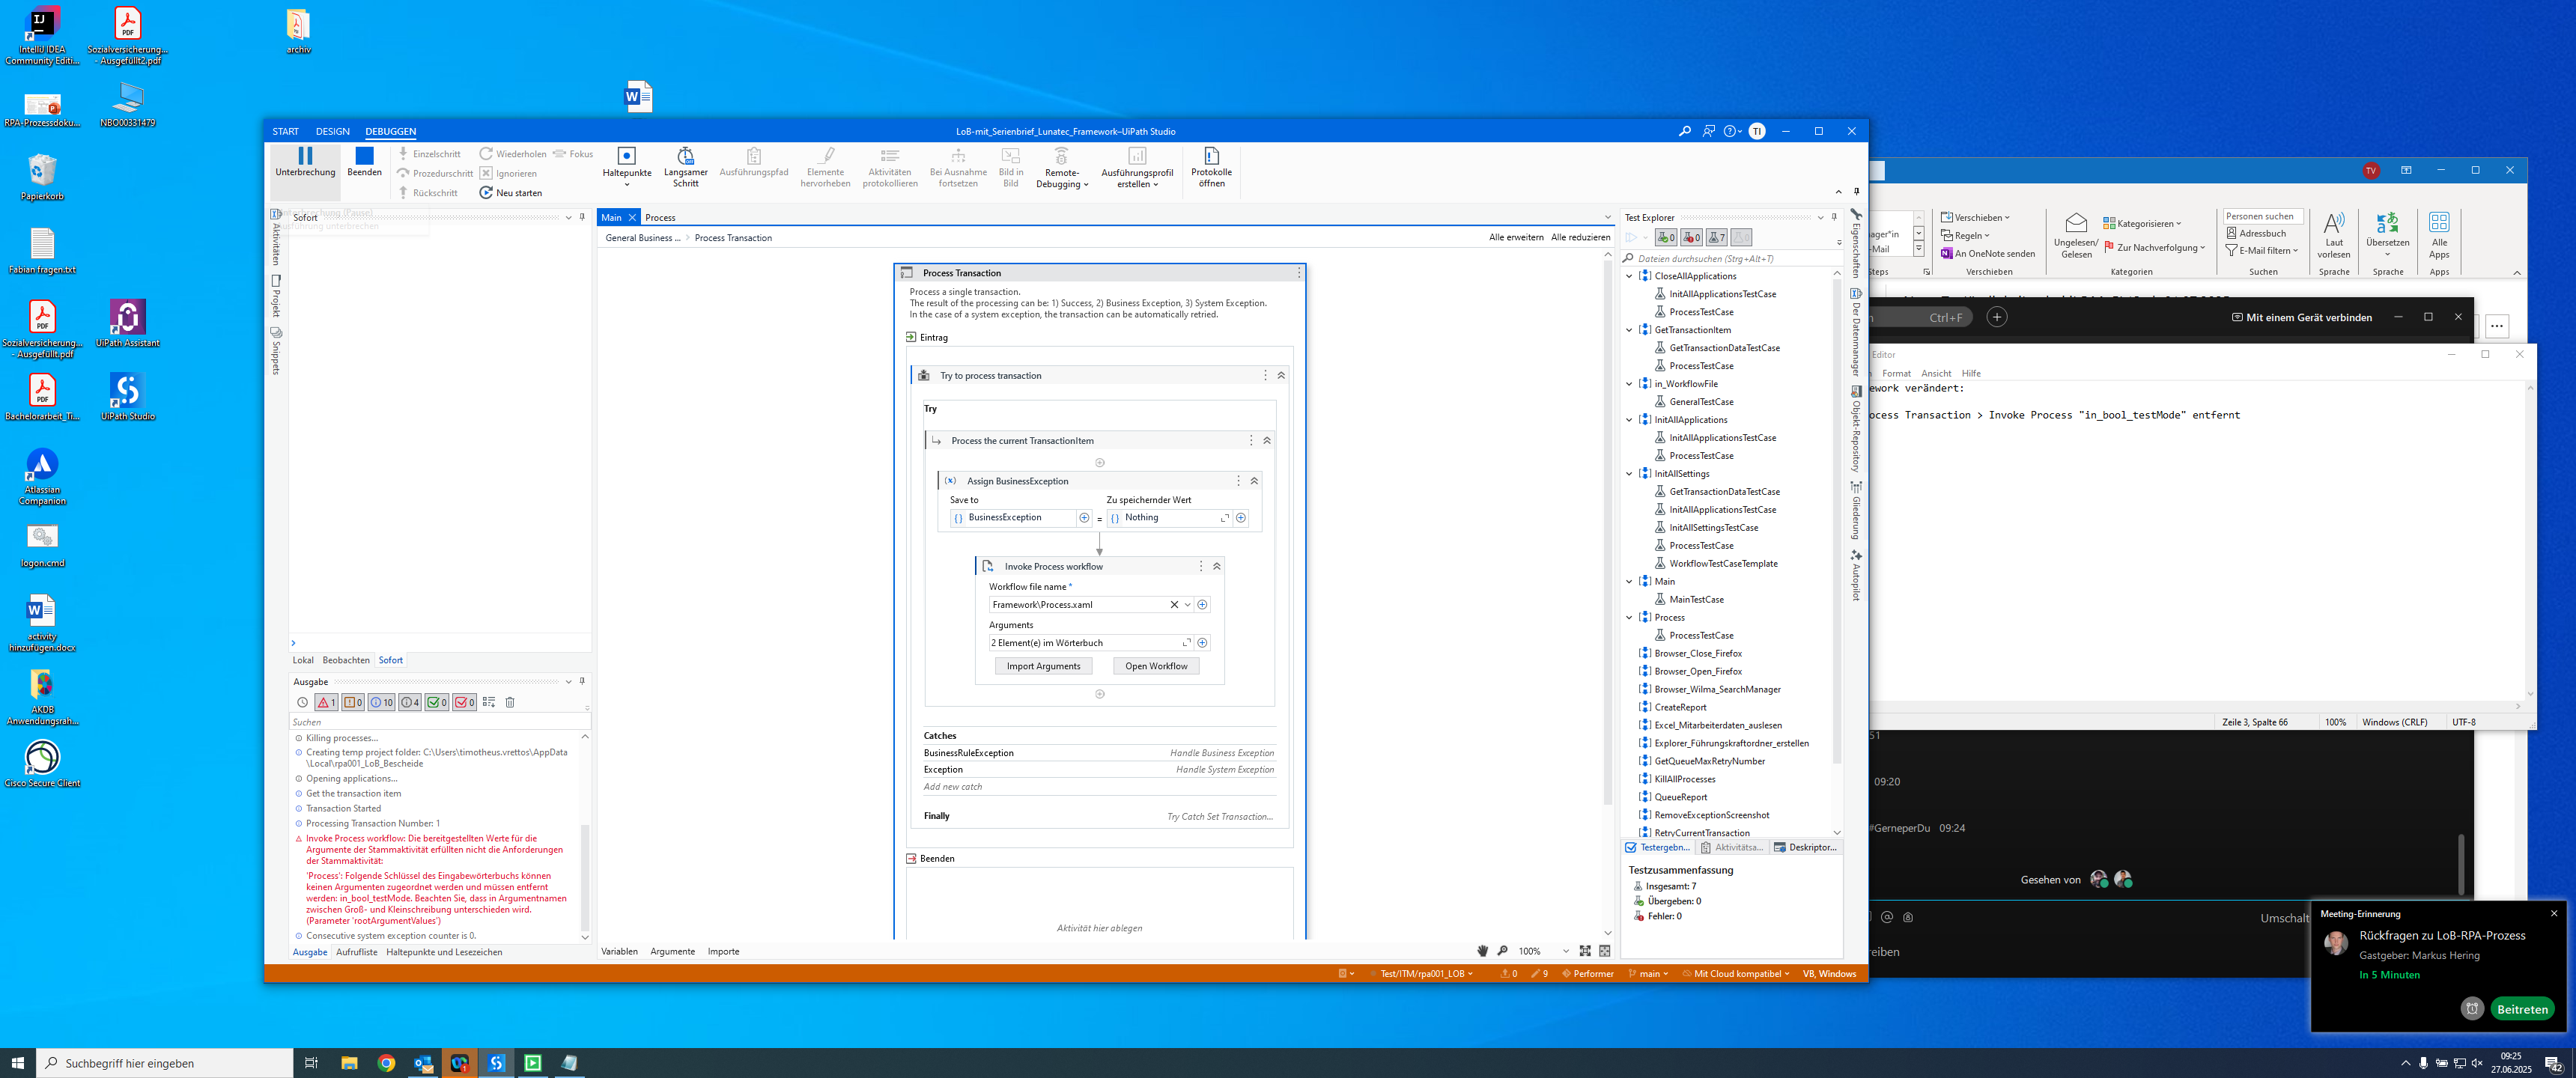 IntelliJ IDEA
Community Editi...
Sozialversicherung...
- Ausgefüllt2.pdf
archiv
RPA-Prozessdoku...
NBO00331479
Papierkorb
Fabian fragen.txt
Sozialversicherung...
- Ausgefüllt.pdf
UiPath Assistant
Bachelorarbeit_Ti...
UiPath Studio
Atlassian
Companion
logon.cmd
activity
hinzufügen.docx
AKDB
Anwendungsrah...
Cisco Secure Client
START DESIGN DEBUGGEN
LoB-mit_Serienbrief_Lunatec_Framework–UiPath Studio
TI
Unterbrechung
Beenden
Einzelschritt
Prozedurschritt
Rückschritt
Wiederholen
Ignorieren
Neu starten
Fokus
Haltepunkte
Langsamer
Schritt
Ausführungspfad
Elemente
hervorheben
Aktivitäten
protokollieren
Bei Ausnahme
fortsetzen
Bild in
Bild
Remote-
Debugging
Ausführungsprofil
erstellen
Protokolle
öffnen
Aktivitäten
Projekt
Snippets
Sofort
Unterbrechung (Pause)
Ausführung unterbrechen
Lokal Beobachten Sofort
Ausgabe
1 0 10 4 0 0
Suchen
Killing processes...
Creating temp project folder: C:\Users\timotheus.vrettos\AppData
\Local\rpa001_LoB_Bescheide
Opening applications...
Get the transaction item
Transaction Started
Processing Transaction Number: 1
Invoke Process workflow: Die bereitgestellten Werte für die
Argumente der Stammaktivität erfüllten nicht die Anforderungen
der Stammaktivität:
'Process': Folgende Schlüssel des Eingabewörterbuchs können
keinen Argumenten zugeordnet werden und müssen entfernt
werden: in_bool_testMode. Beachten Sie, dass in Argumentnamen
zwischen Groß- und Kleinschreibung unterschieden wird.
(Parameter 'rootArgumentValues')
Consecutive system exception counter is 0.
Ausgabe Aufrufliste Haltepunkte und Lesezeichen
Main Process
General Business ... > Process Transaction
Alle erweitern Alle reduzieren
Process Transaction
Process a single transaction.
The result of the processing can be: 1) Success, 2) Business Exception, 3) System Exception.
In the case of a system exception, the transaction can be automatically retried.
Eintrag
Try to process transaction
Try
Process the current TransactionItem
Assign BusinessException
Save to Zu speichernder Wert
BusinessException = Nothing
Invoke Process workflow
Workflow file name *
Framework\Process.xaml
Arguments
2 Element(e) im Wörterbuch
Import Arguments Open Workflow
Catches
BusinessRuleException Handle Business Exception
Exception Handle System Exception
Add new catch
Finally Try Catch Set Transaction...
Beenden
Aktivität hier ablegen
Variablen Argumente Importe
100%
Test Explorer
0 0 7 0
Dateien durchsuchen (Strg+Alt+T)
CloseAllApplications
InitAllApplicationsTestCase
ProcessTestCase
GetTransactionItem
GetTransactionDataTestCase
ProcessTestCase
in_WorkflowFile
GeneralTestCase
InitAllApplications
InitAllApplicationsTestCase
ProcessTestCase
InitAllSettings
GetTransactionDataTestCase
InitAllApplicationsTestCase
InitAllSettingsTestCase
ProcessTestCase
WorkflowTestCaseTemplate
Main
MainTestCase
Process
ProcessTestCase
Browser_Close_Firefox
Browser_Open_Firefox
Browser_Wilma_SearchManager
CreateReport
Excel_Mitarbeiterdaten_auslesen
Explorer_Führungskraftordner_erstellen
GetQueueMaxRetryNumber
KillAllProcesses
QueueReport
RemoveExceptionScreenshot
RetryCurrentTransaction
Testergebn... Aktivitätsa... Deskriptor...
Testzusammenfassung
Insgesamt: 7
Übergeben: 0
Fehler: 0
Eigenschaften
Der Datenmanager
Objekt-Repository
Gliederung
Autopilot
Test/ITM/rpa001_LOB 0 9 Performer main Mit Cloud kompatibel VB, Windows
TV
ager*in
-Mail
Steps
Verschieben
Regeln
An OneNote senden
Verschieben
Ungelesen/
Gelesen
Kategorisieren
Zur Nachverfolgung
Kategorien
Personen suchen
Adressbuch
E-Mail filtern
Suchen
Laut
vorlesen
Sprache
Übersetzen
Sprache
Alle
Apps
Apps
Ctrl+F
Mit einem Gerät verbinden
Editor
Format Ansicht Hilfe
ework verändert:
ocess Transaction > Invoke Process "in_bool_testMode" entfernt
Zeile 3, Spalte 66 100% Windows (CRLF) UTF-8
51
09:20
#GerneperDu 09:24
Gesehen von
Umschalt
reiben
Meeting-Erinnerung
Rückfragen zu LoB-RPA-Prozess
Gastgeber: Markus Hering
In 5 Minuten
Beitreten
Suchbegriff hier eingeben
09:25
27.06.2025
42